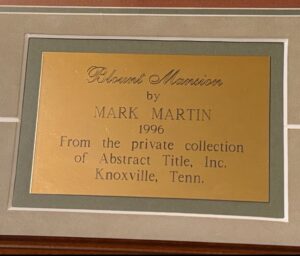 Blount Mansion
by
MARK MARTIN
1996
From the private collection
of Abstract Title, Inc.
Knoxville, Tenn.